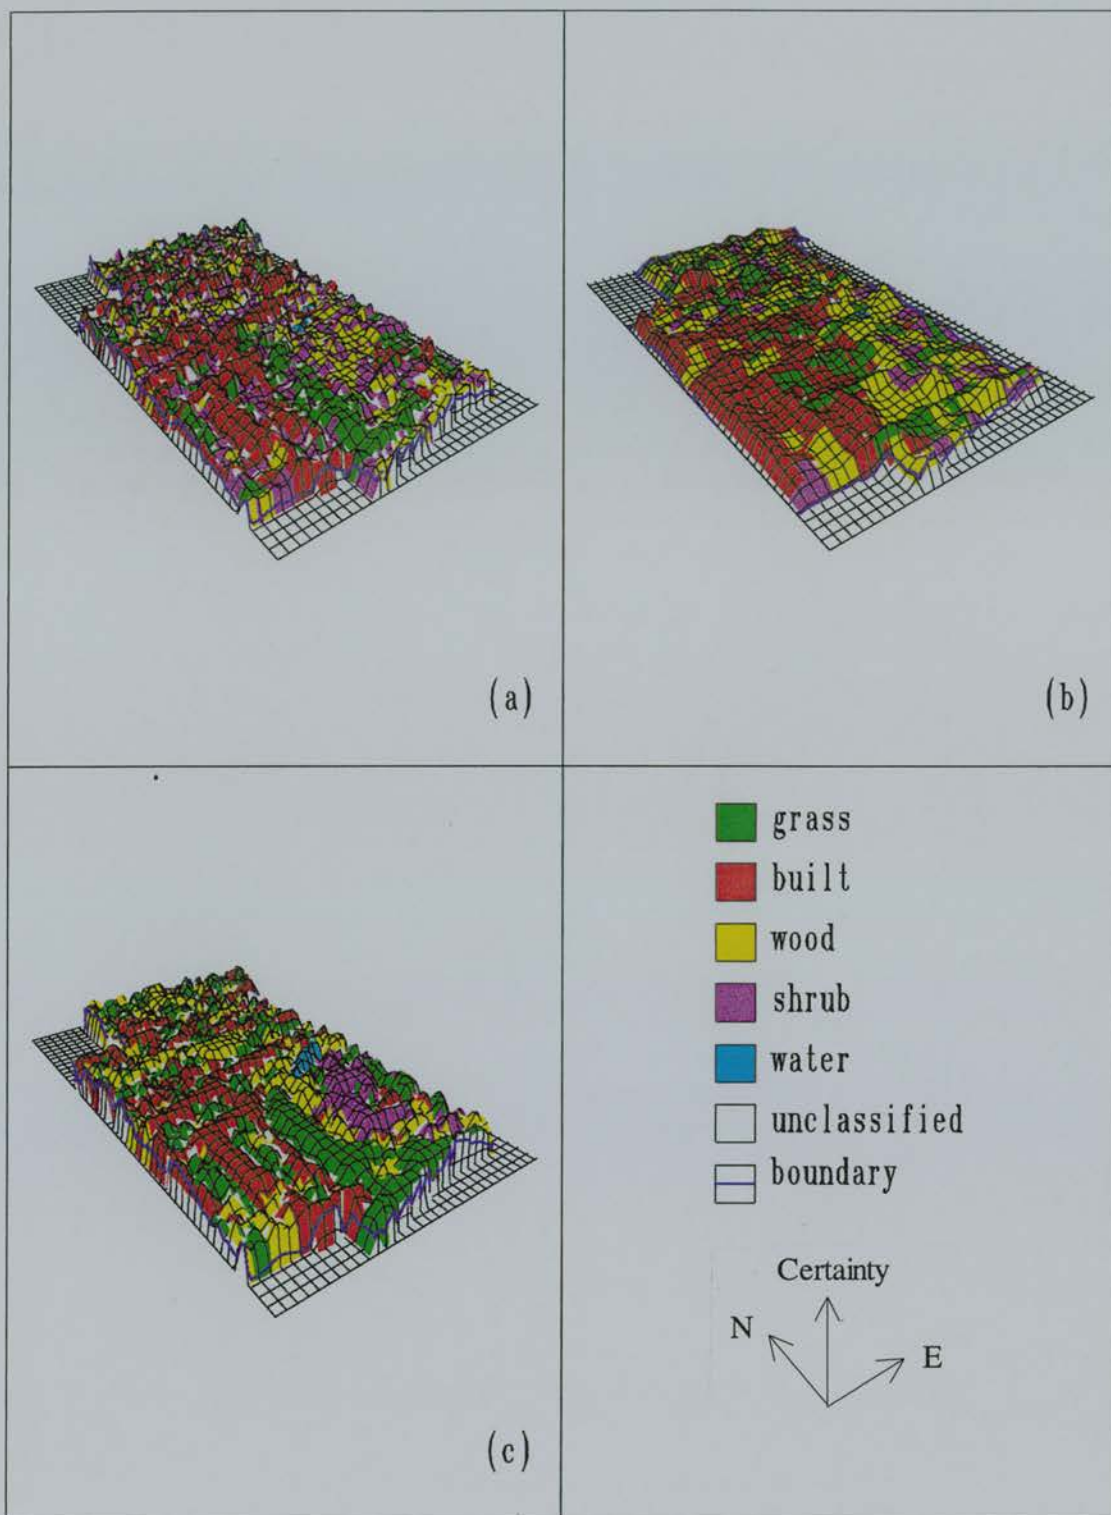 (a)
(b)
grass
built
wood
shrub
water
unclassified
boundary
Certainty
N
E
(c)